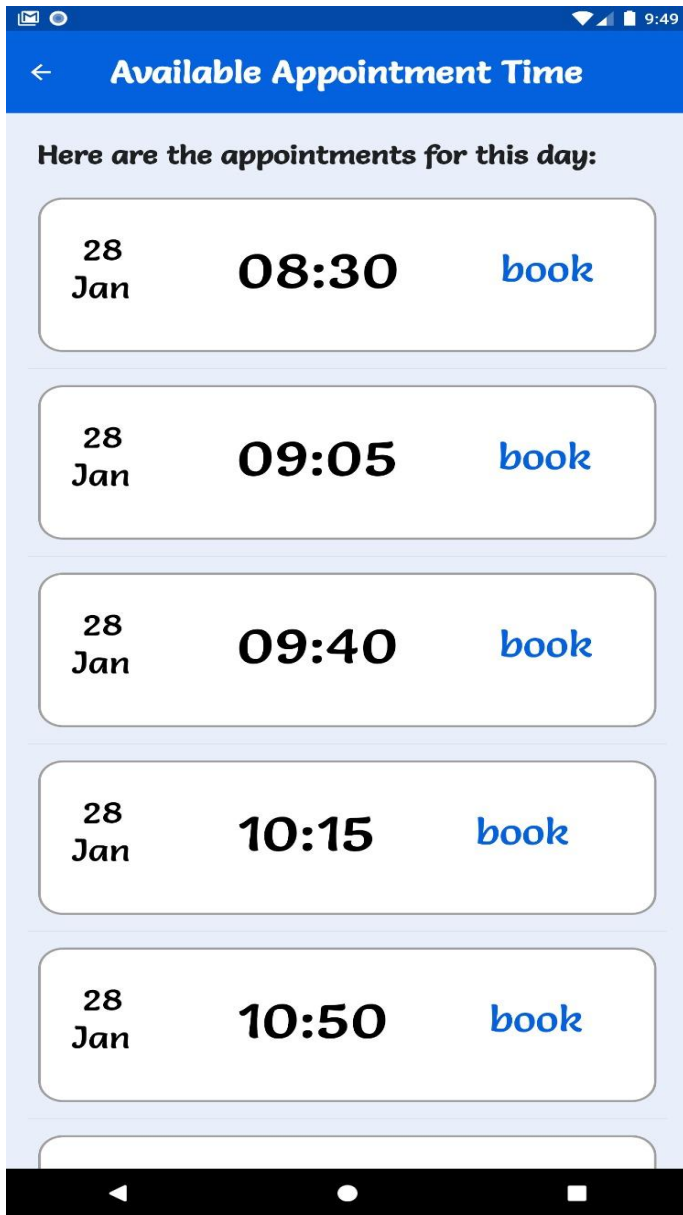 9:49
Available Appointment Time
Here are the appointments for this day:
28
Jan
08:30
book
28
Jan
09:05
book
28
Jan
09:40
book
28
Jan
10:15
book
28
Jan
10:50
book